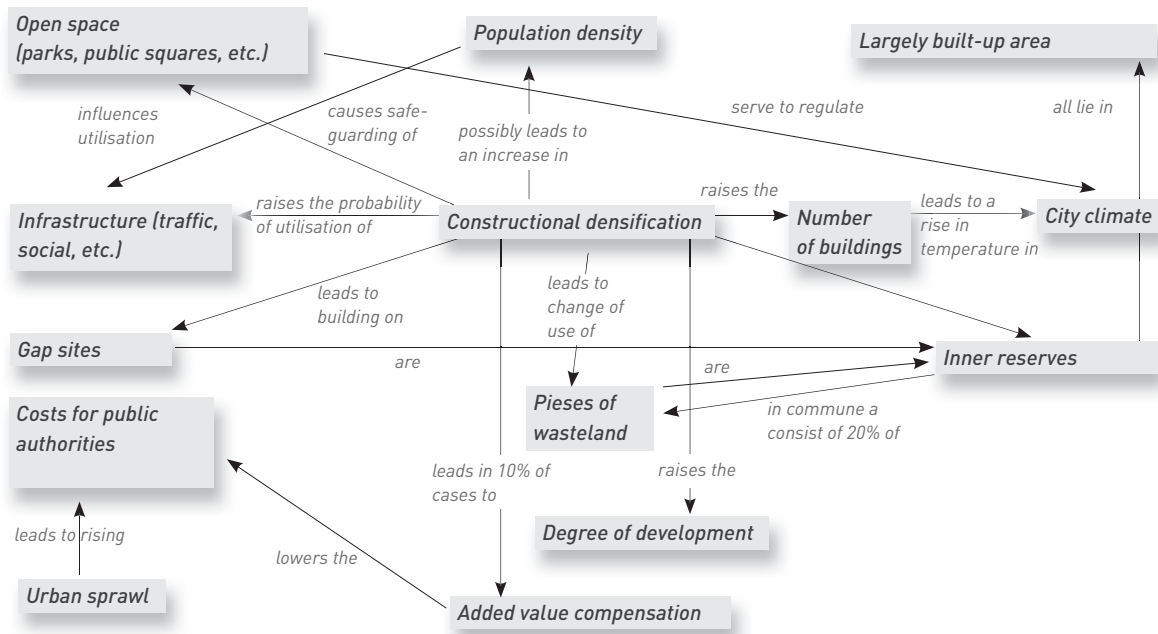 Open space
(parks, public squares, etc.)
Population density
Largely built-up area
influences
utilisation
causes safe-
guarding of
possibly leads to
an increase in
serve to regulate
all lie in
Infrastructure (traffic,
social, etc.)
raises the probability
of utilisation of
Constructional densification
raises the
Number
of buildings
leads to a
rise in
temperature in
City climate
leads to
building on
leads to
change of
use of
Gap sites
are
are
Inner reserves
Costs for public
authorities
Pieses of
wasteland
in commune a
consist of 20% of
leads in 10% of
cases to
raises the
leads to rising
lowers the
Degree of development
Urban sprawl
Added value compensation